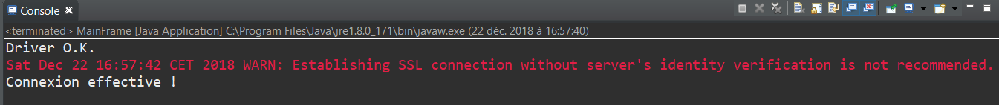 Console
<terminated> MainFrame [Java Application] C:\Program Files\Java\jre1.8.0_171\bin\javaw.exe (22 déc. 2018 à 16:57:40)
Driver O.K.
Sat Dec 22 16:57:42 CET 2018 WARN: Establishing SSL connection without server's identity verification is not recommended.
Connexion effective !